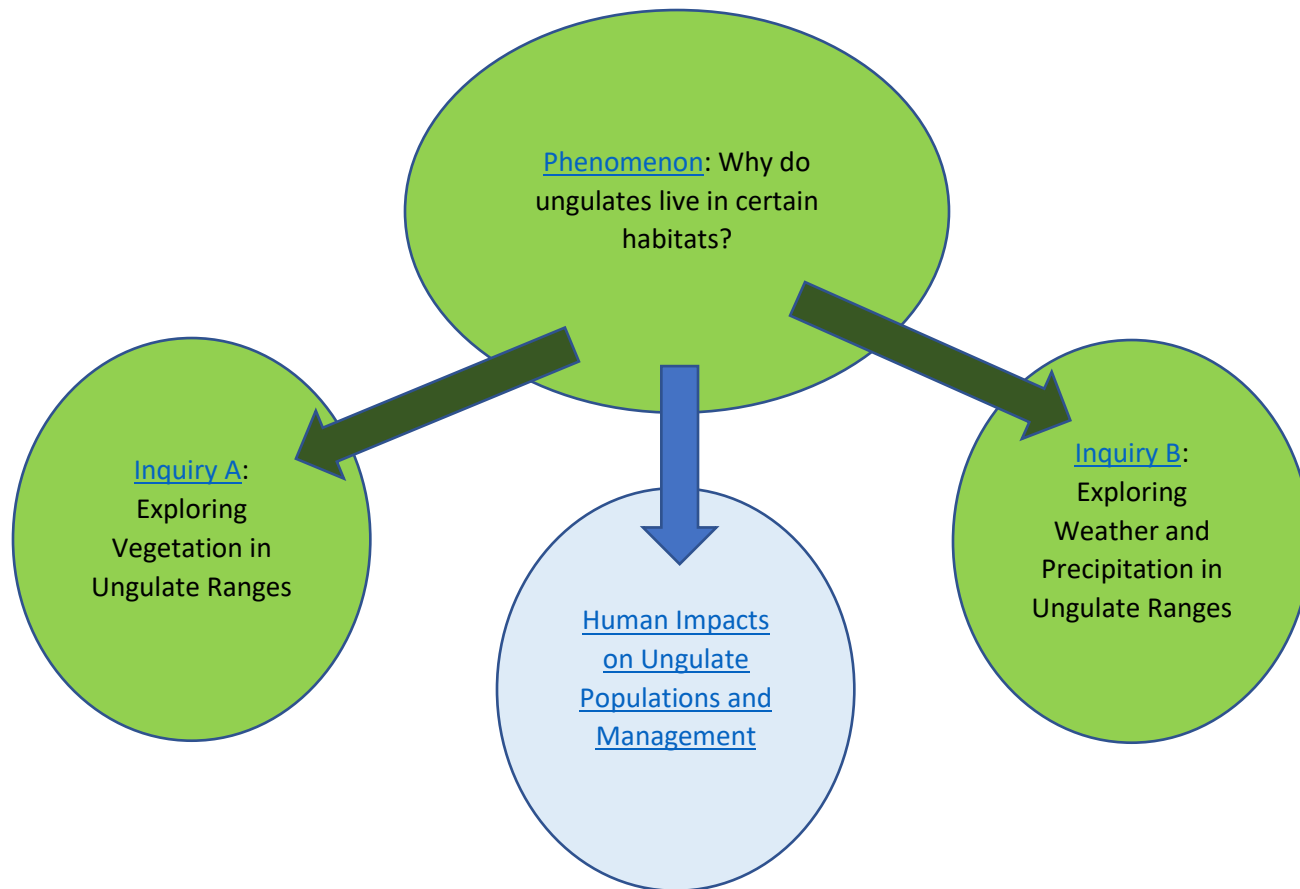 Phenomenon: Why do
ungulates live in certain
habitats?
Inquiry A:
Exploring
Vegetation in
Ungulate Ranges
Human Impacts
on Ungulate
Populations and
Management
Inquiry B:
Exploring
Weather and
Precipitation in
Ungulate Ranges